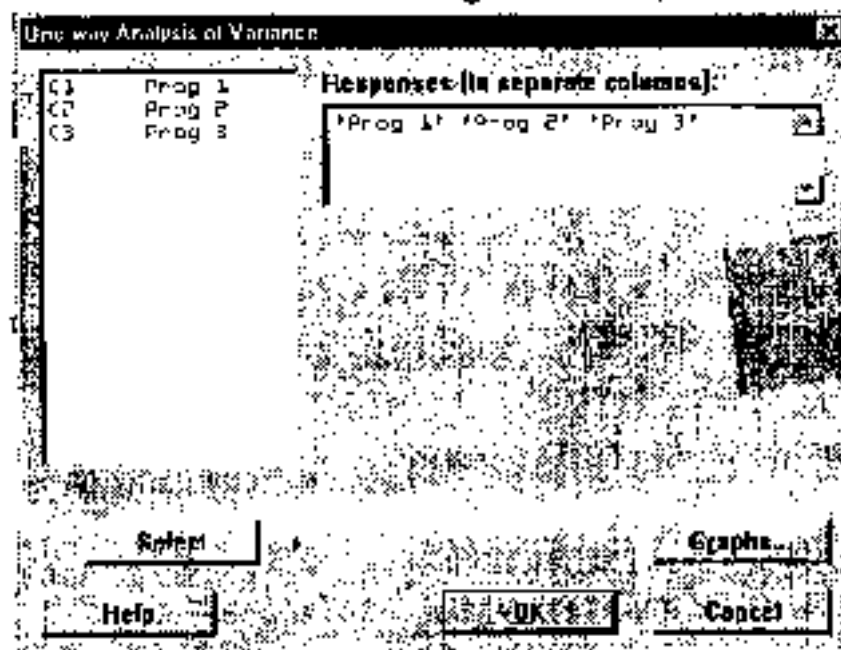 One-way Analysis of Variance
C1 Prog 1
C2 Prog 2
C3 Prog 3
Responses (in separate columns):
'Prog 1' 'Prog 2' 'Prog 3'
Select
Graphs...
Help
OK
Cancel